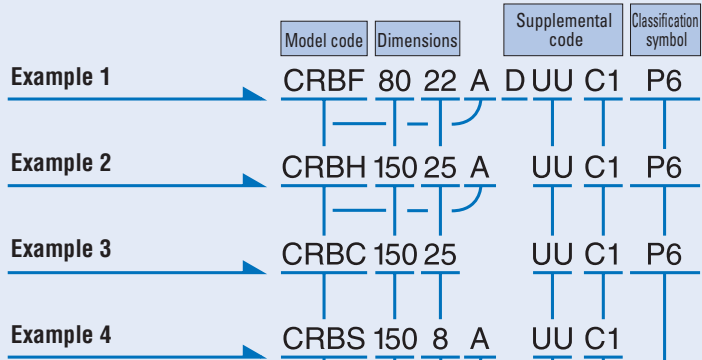 Model code Dimensions Supplemental code Classification symbol
Example 1 CRBF 80 22 A D UU C1 P6
Example 2 CRBH 150 25 A UU C1 P6
Example 3 CRBC 150 25 UU C1 P6
Example 4 CRBS 150 8 A UU C1